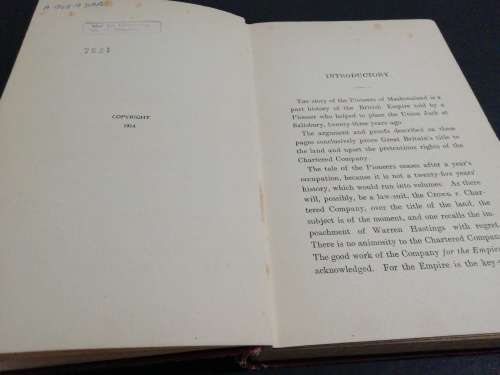 7821
COPYRIGHT
1914
INTRODUCTORY.
THE story of the Pioneers of Mashonaland is a
part history of the British Empire told by a
Pioneer who helped to place the Union Jack at
Salisbury, twenty-three years ago.
The argument and proofs described on these
pages conclusively prove Great Britain's title to
the land and upset the pretentious rights of the
Chartered Company.
The tale of the Pioneers ceases after a year's
occupation, because it is not a twenty-five years'
history, which would run into volumes. As there
will, possibly, be a law-suit, the Crown v. Char-
tered Company, over the title of the land, the
subject is of the moment, and one recalls the im-
peachment of Warren Hastings with regret.
There is no animosity to the Chartered Company.
The good work of the Company for the Empire
acknowledged. For the Empire is the key-